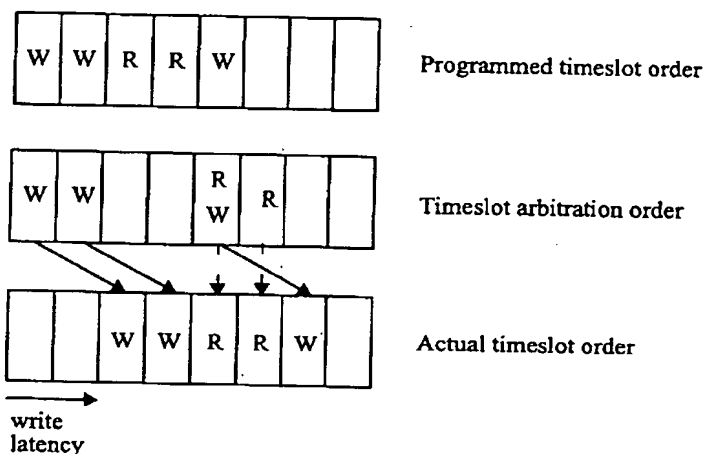 W W R R W
Programmed timeslot order
W W R W R
Timeslot arbitration order
W W R R W
Actual timeslot order
write
latency